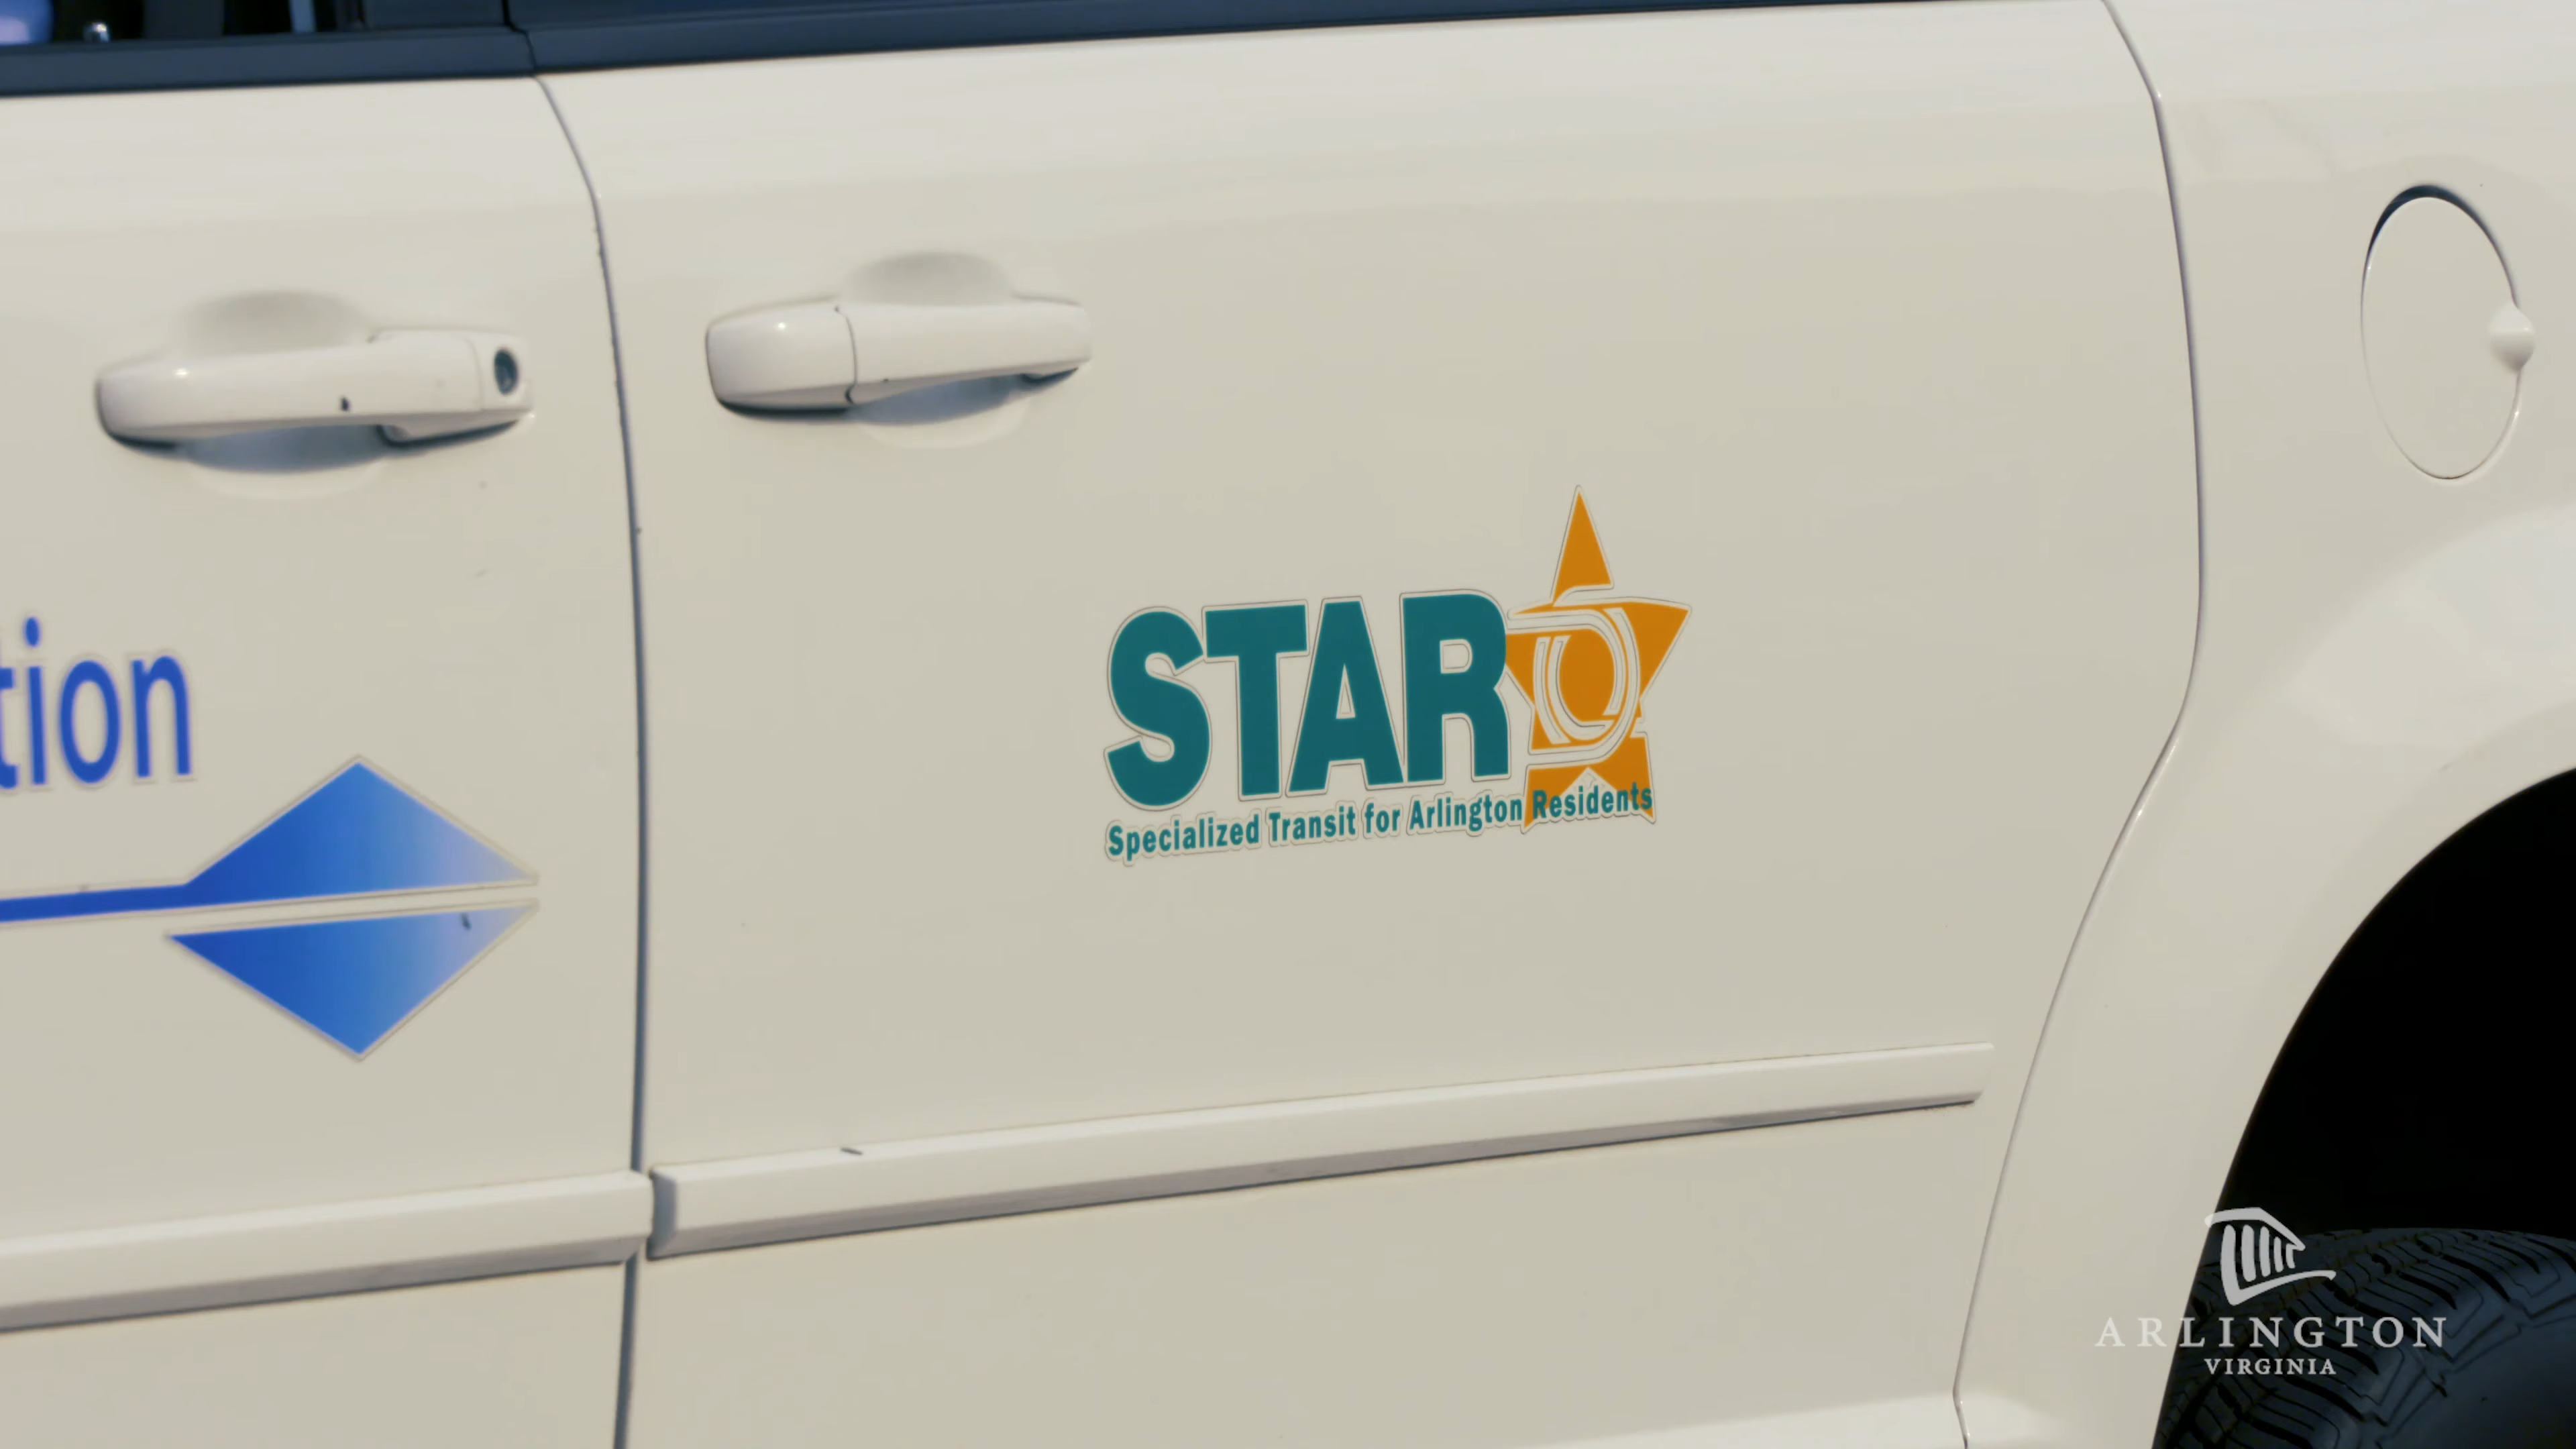 tion
STAR
Specialized Transit for Arlington Residents
ARLINGTON
VIRGINIA